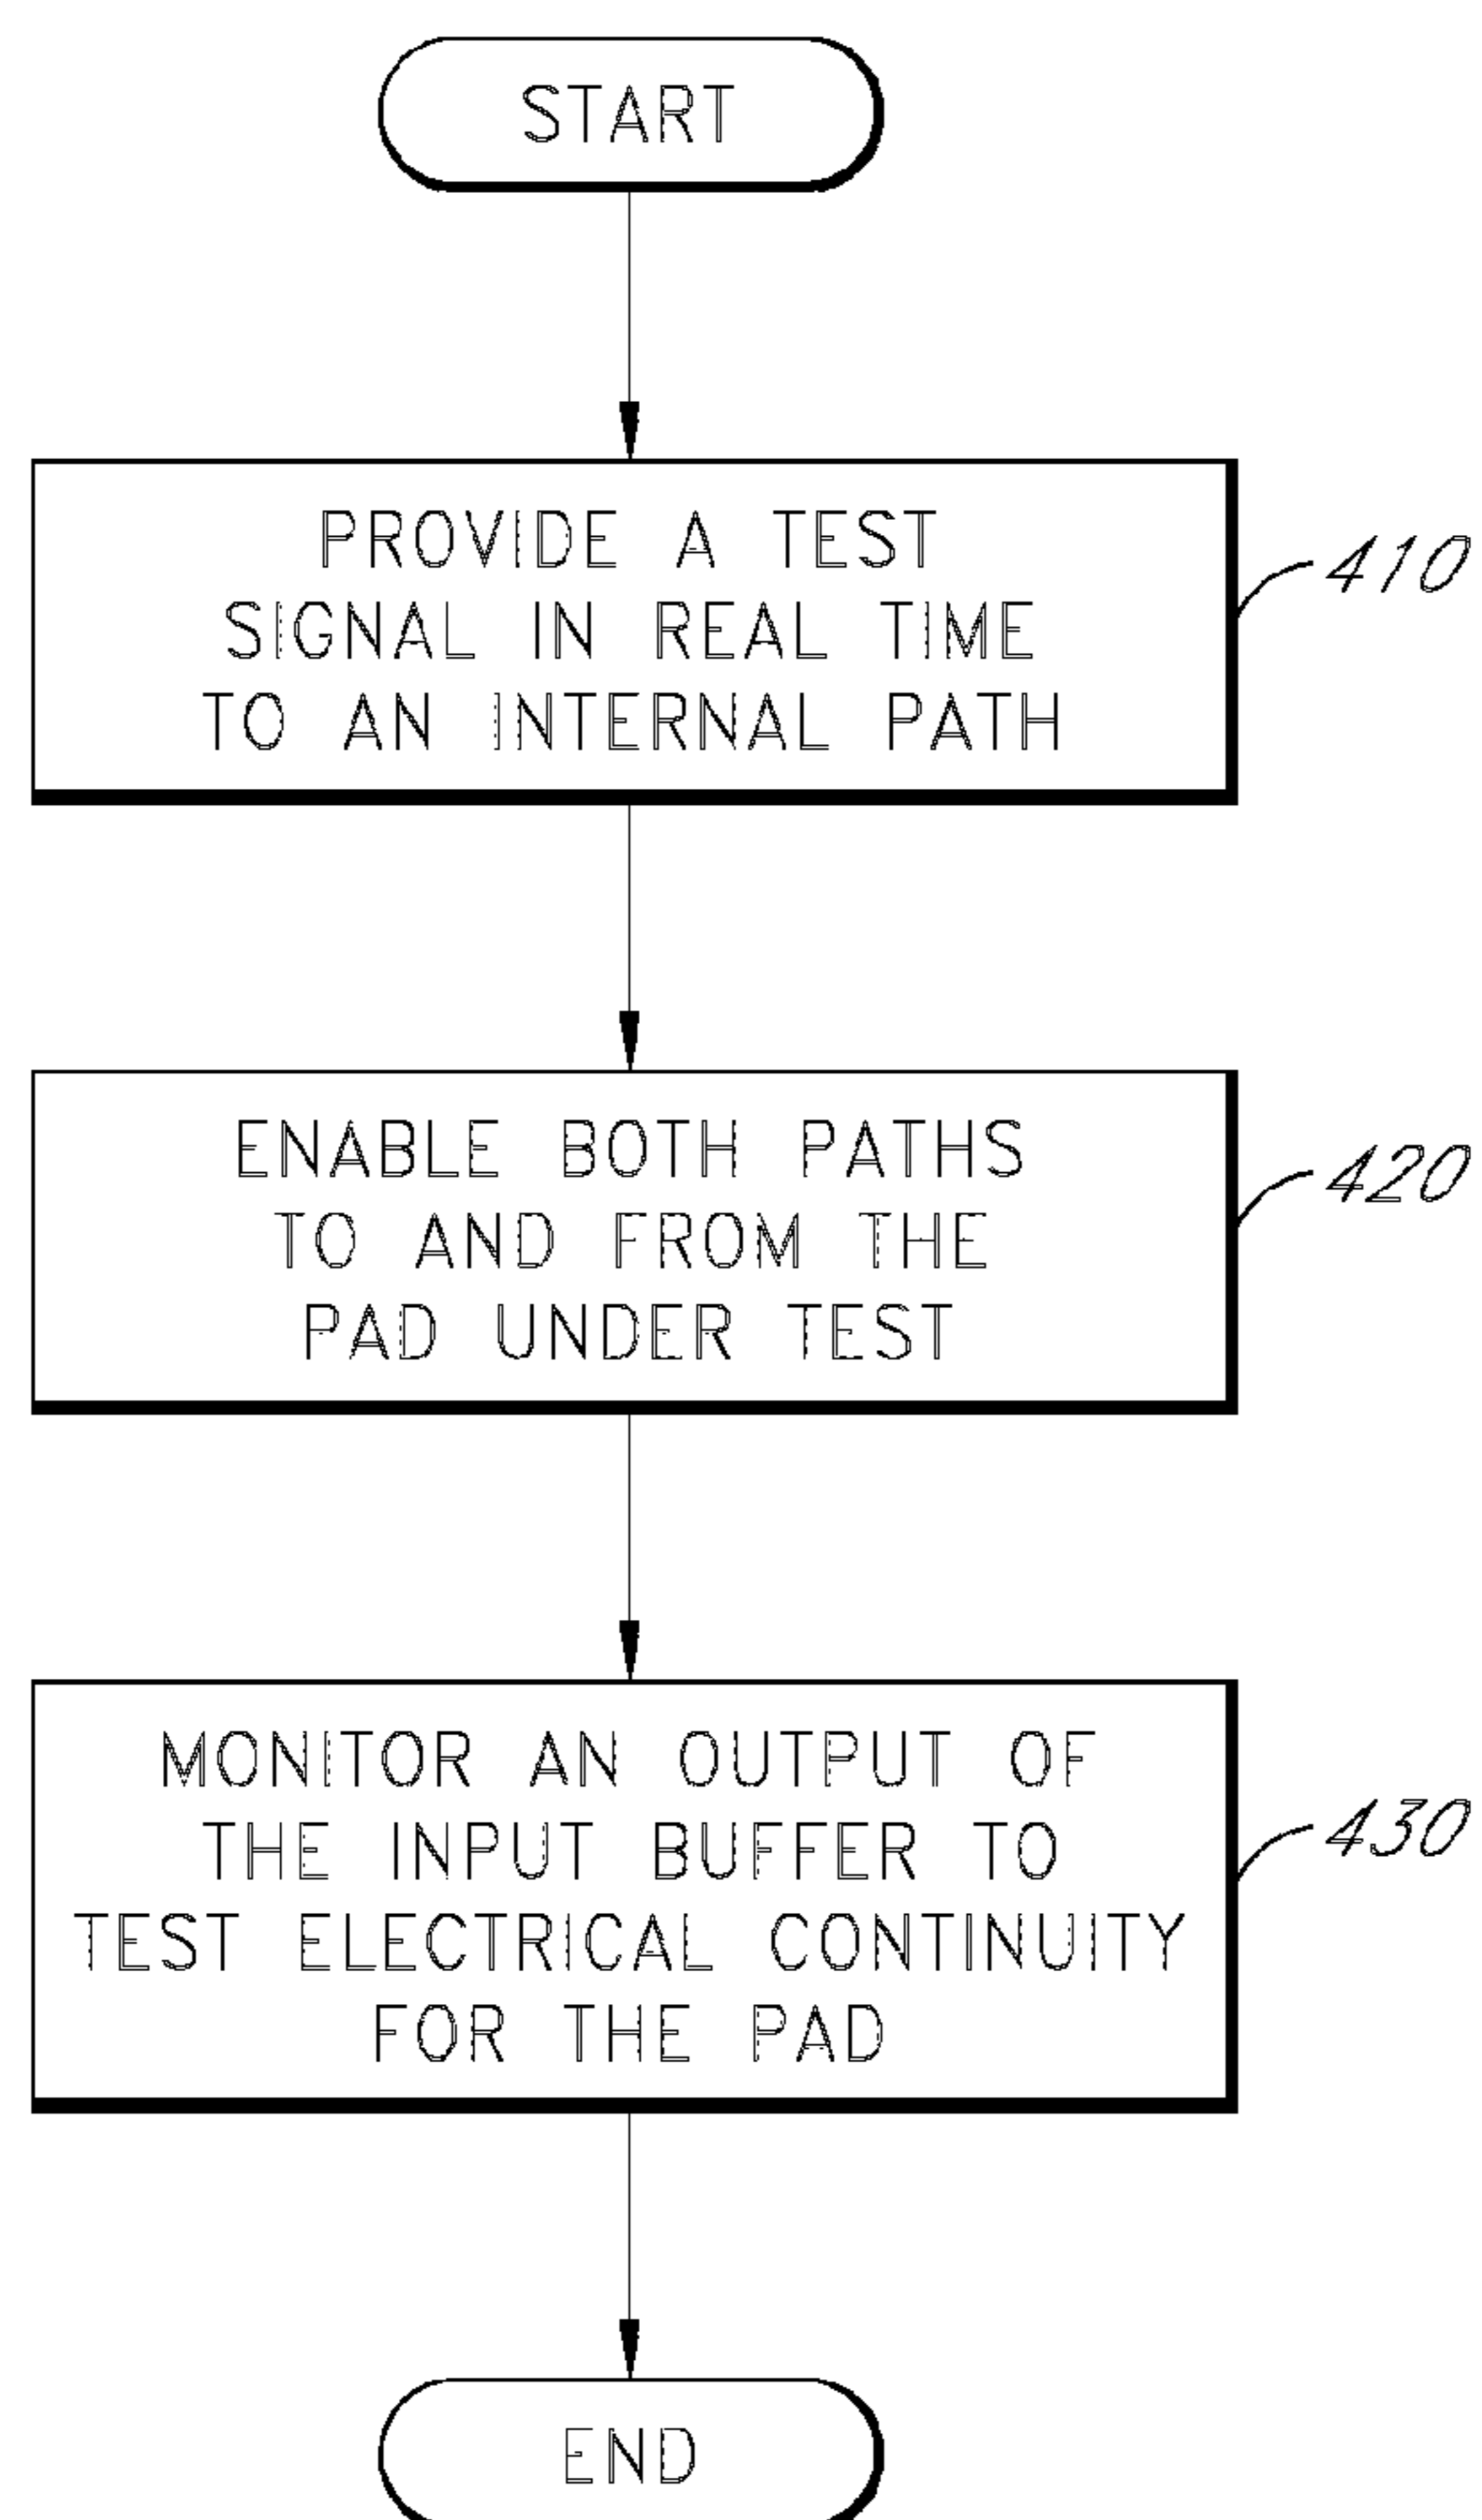 START
PROVIDE A TEST
SIGNAL IN REAL TIME
TO AN INTERNAL PATH
410
ENABLE BOTH PATHS
TO AND FROM THE
PAD UNDER TEST
420
MONITOR AN OUTPUT OF
THE INPUT BUFFER TO
TEST ELECTRICAL CONTINUITY
FOR THE PAD
430
END